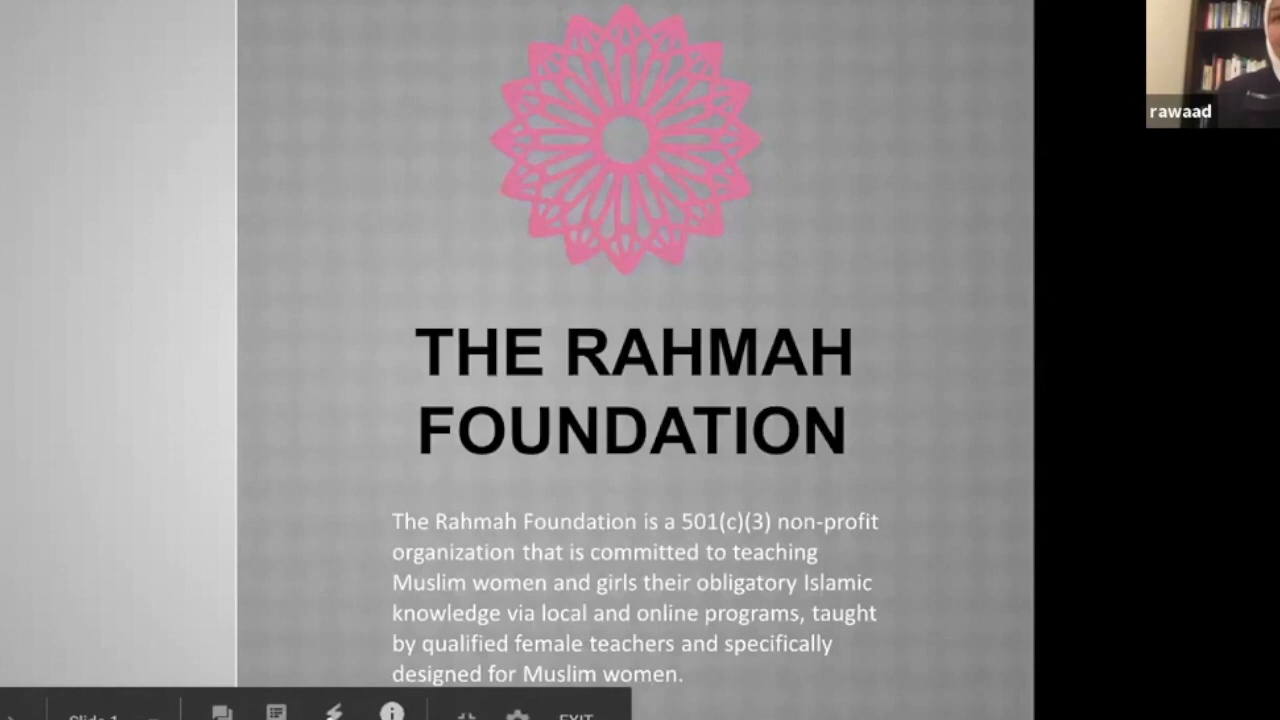 rawaad
THE RAHMAH
FOUNDATION
The Rahmah Foundation is a 501(c)(3) non-profit
organization that is committed to teaching
Muslim women and girls their obligatory Islamic
knowledge via local and online programs, taught
by qualified female teachers and specifically
designed for Muslim women.
Slide 1
EXIT